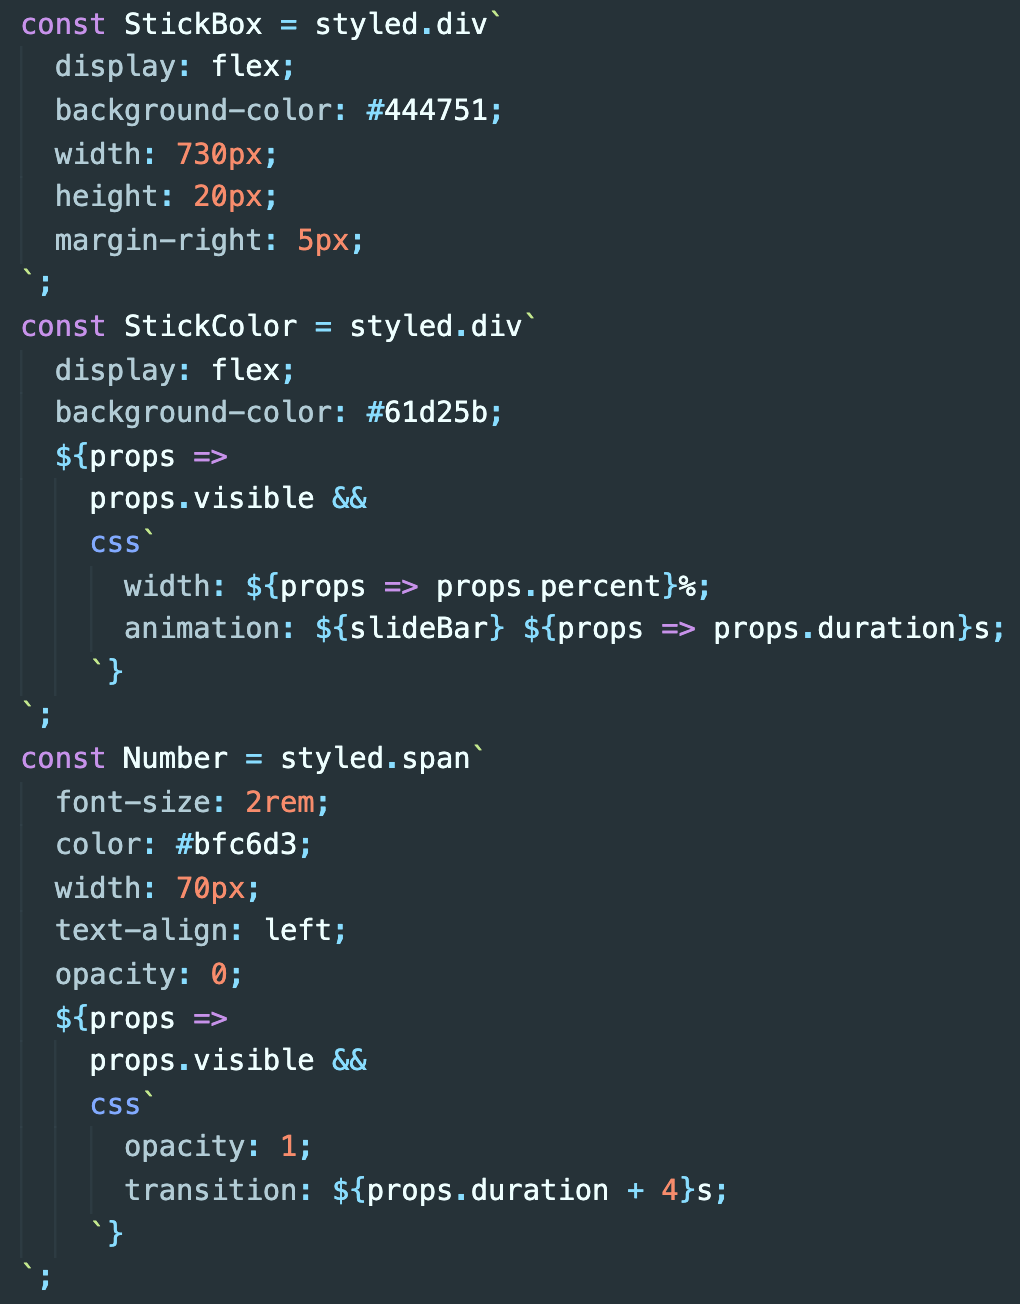 const StickBox = styled.div`
  display: flex;
  background-color: #444751;
  width: 730px;
  height: 20px;
  margin-right: 5px;
`;
const StickColor = styled.div`
  display: flex;
  background-color: #61d25b;
  ${props =>
    props.visible &&
    css`
      width: ${props => props.percent}%;
      animation: ${slideBar} ${props => props.duration}s;
    `}
`;
const Number = styled.span`
  font-size: 2rem;
  color: #bfc6d3;
  width: 70px;
  text-align: left;
  opacity: 0;
  ${props =>
    props.visible &&
    css`
      opacity: 1;
      transition: ${props.duration + 4}s;
    `}
`;